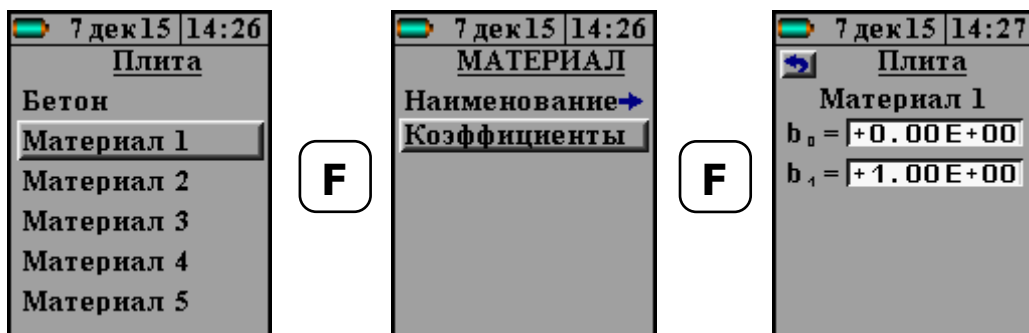 7 дек15 14:26
Плита
Бетон
Материал 1
Материал 2
Материал 3
Материал 4
Материал 5
F
7 дек15 14:26
МАТЕРИАЛ
Наименование
Коэффициенты
F
7 дек15 14:27
Плита
Материал 1
b₀ = +0.00E+00
b₁ = +1.00E+00